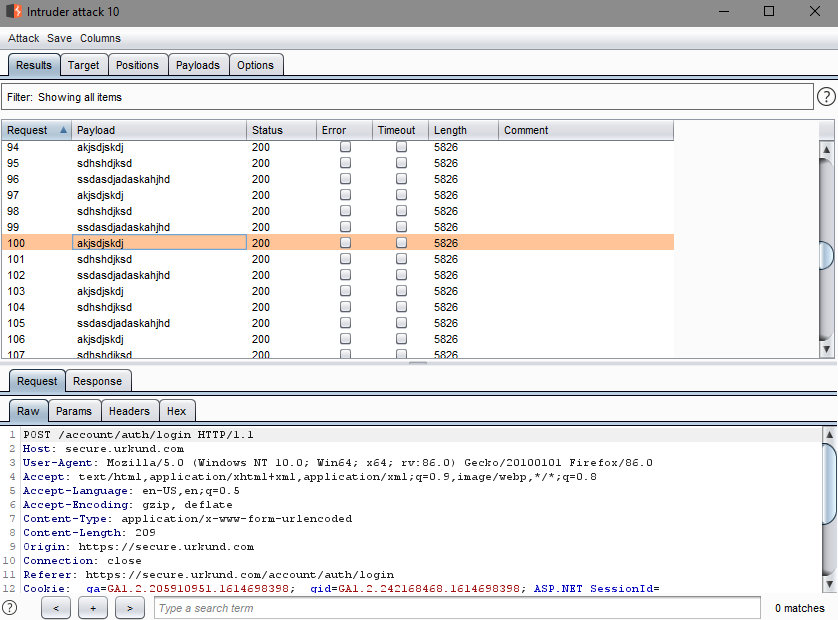 Intruder attack 10
Attack Save Columns
Results Target Positions Payloads Options
Filter: Showing all items ?
Request Payload Status Error Timeout Length Comment
94 akjsdjskdj 200 5826
95 sdhshdjksd 200 5826
96 ssdasdjadaskahjhd 200 5826
97 akjsdjskdj 200 5826
98 sdhshdjksd 200 5826
99 ssdasdjadaskahjhd 200 5826
100 akjsdjskdj 200 5826
101 sdhshdjksd 200 5826
102 ssdasdjadaskahjhd 200 5826
103 akjsdjskdj 200 5826
104 sdhshdjksd 200 5826
105 ssdasdjadaskahjhd 200 5826
106 akjsdjskdj 200 5826
107 sdhshdjksd 200 5826
Request Response
Raw Params Headers Hex
1 POST /account/auth/login HTTP/1.1
2 Host: secure.urkund.com
3 User-Agent: Mozilla/5.0 (Windows NT 10.0; Win64; x64; rv:86.0) Gecko/20100101 Firefox/86.0
4 Accept: text/html,application/xhtml+xml,application/xml;q=0.9,image/webp,*/*;q=0.8
5 Accept-Language: en-US,en;q=0.5
6 Accept-Encoding: gzip, deflate
7 Content-Type: application/x-www-form-urlencoded
8 Content-Length: 209
9 Origin: https://secure.urkund.com
10 Connection: close
11 Referer: https://secure.urkund.com/account/auth/login
12 Cookie: _ga=GA1.2.205910951.1614698398; _gid=GA1.2.242168468.1614698398; ASP.NET_SessionId=
? < + > Type a search term 0 matches